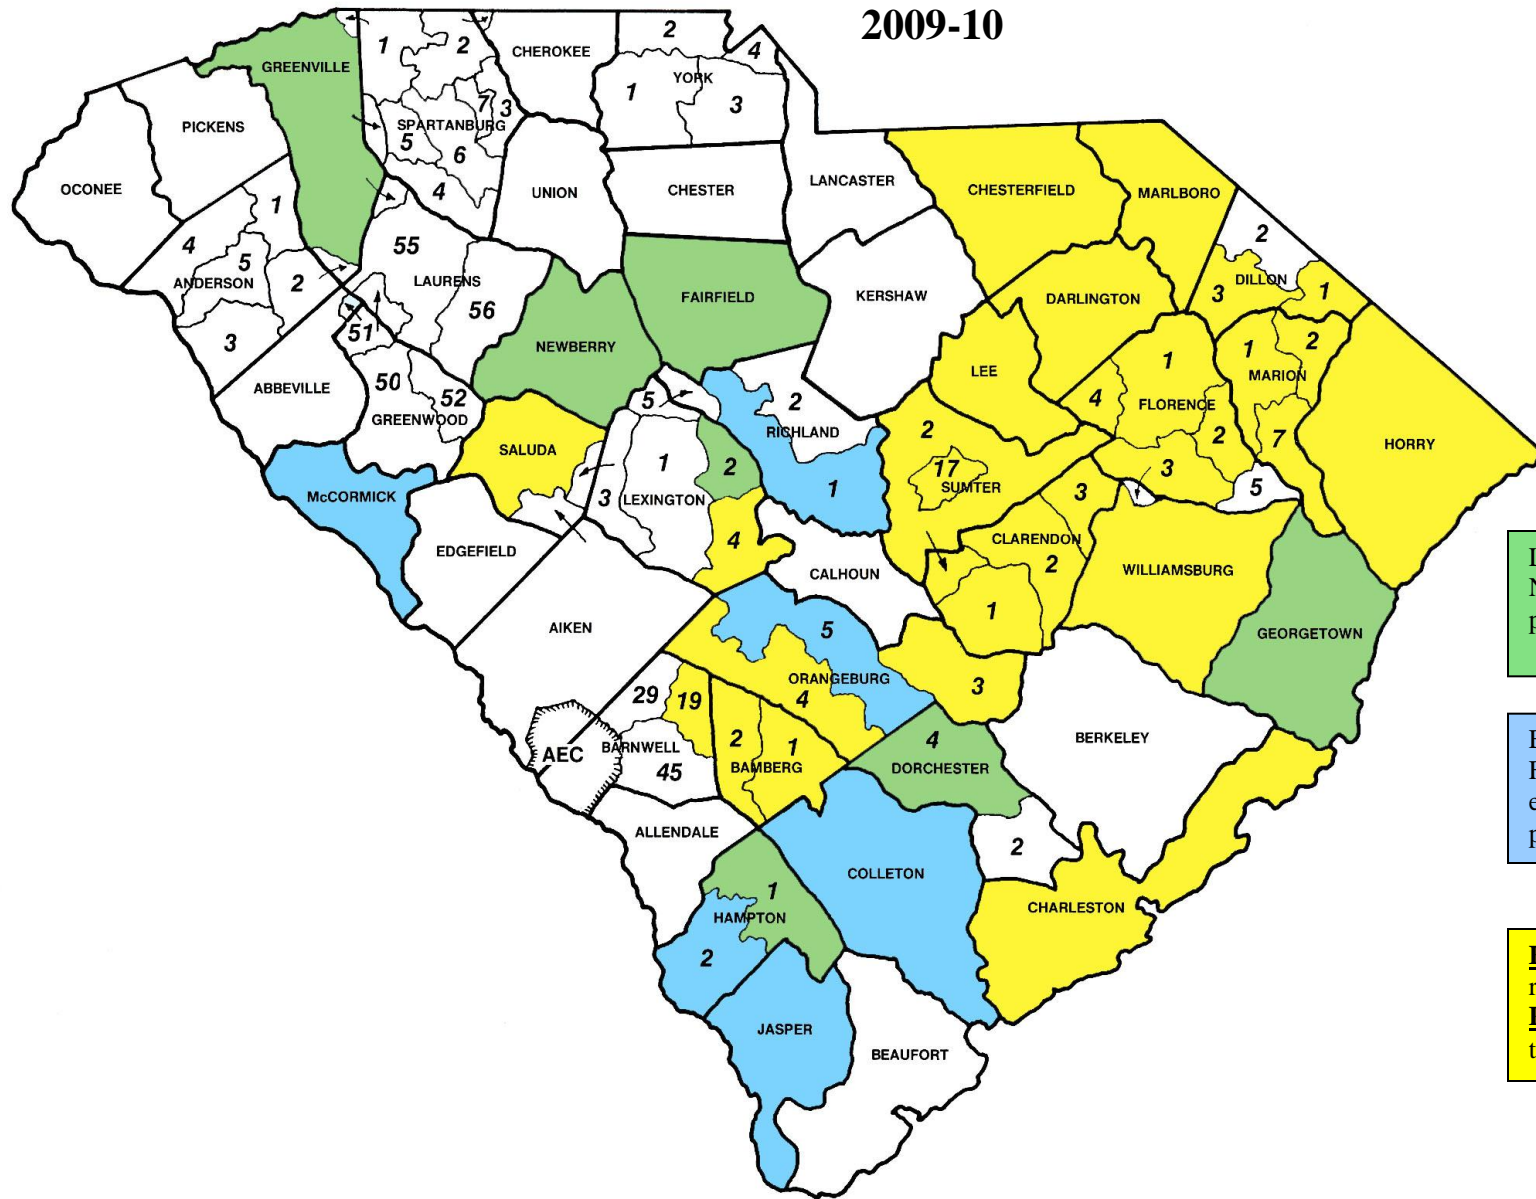 2009-10
1
2
CHEROKEE
2
4
GREENVILLE
YORK
1
3
7
3
PICKENS
SPARTANBURG
5
6
OCONEE
4
UNION
CHESTER
LANCASTER
CHESTERFIELD
MARLBORO
1
4
5
2
ANDERSON
3
55
LAURENS
56
2
DILLON
3
1
FAIRFIELD
KERSHAW
DARLINGTON
51
NEWBERRY
ABBEVILLE
50
52
GREENWOOD
LEE
1
4
FLORENCE
2
3
1
2
MARION
7
HORRY
5
2
RICHLAND
1
SALUDA
McCORMICK
1
2
3
LEXINGTON
4
2
17
SUMTER
5
EDGEFIELD
3
CLARENDON
2
1
WILLIAMSBURG
CALHOUN
AIKEN
5
ORANGEBURG
4
3
GEORGETOWN
29
19
BARNWELL
45
AEC
2
1
BAMBERG
4
DORCHESTER
BERKELEY
ALLENDALE
2
COLLETON
1
HAMPTON
2
CHARLESTON
JASPER
BEAUFORT